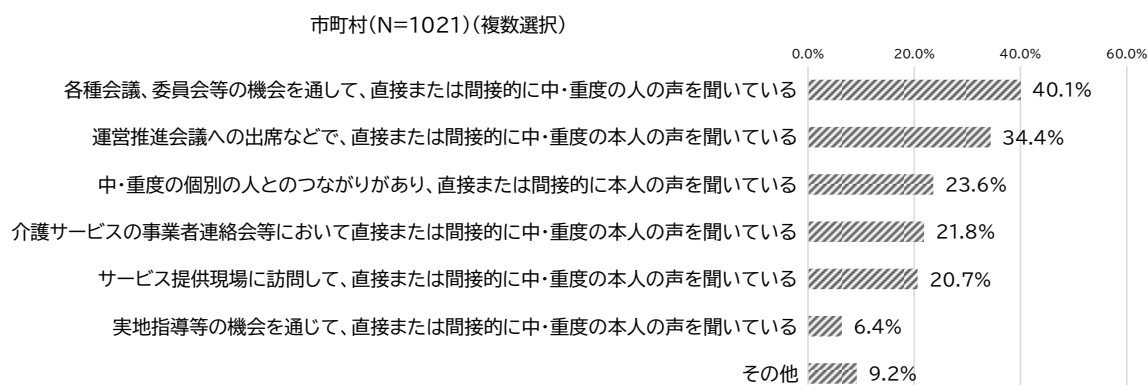 市町村(N=1021)(複数選択)
0.0% 20.0% 40.0% 60.0%
各種会議、委員会等の機会を通して、直接または間接的に中・重度の人の声を聞いている 40.1%
運営推進会議への出席などで、直接または間接的に中・重度の本人の声を聞いている 34.4%
中・重度の個別の人とのつながりがあり、直接または間接的に本人の声を聞いている 23.6%
介護サービスの事業者連絡会等において直接または間接的に中・重度の本人の声を聞いている 21.8%
サービス提供現場に訪問して、直接または間接的に中・重度の本人の声を聞いている 20.7%
実地指導等の機会を通じて、直接または間接的に中・重度の本人の声を聞いている 6.4%
その他 9.2%